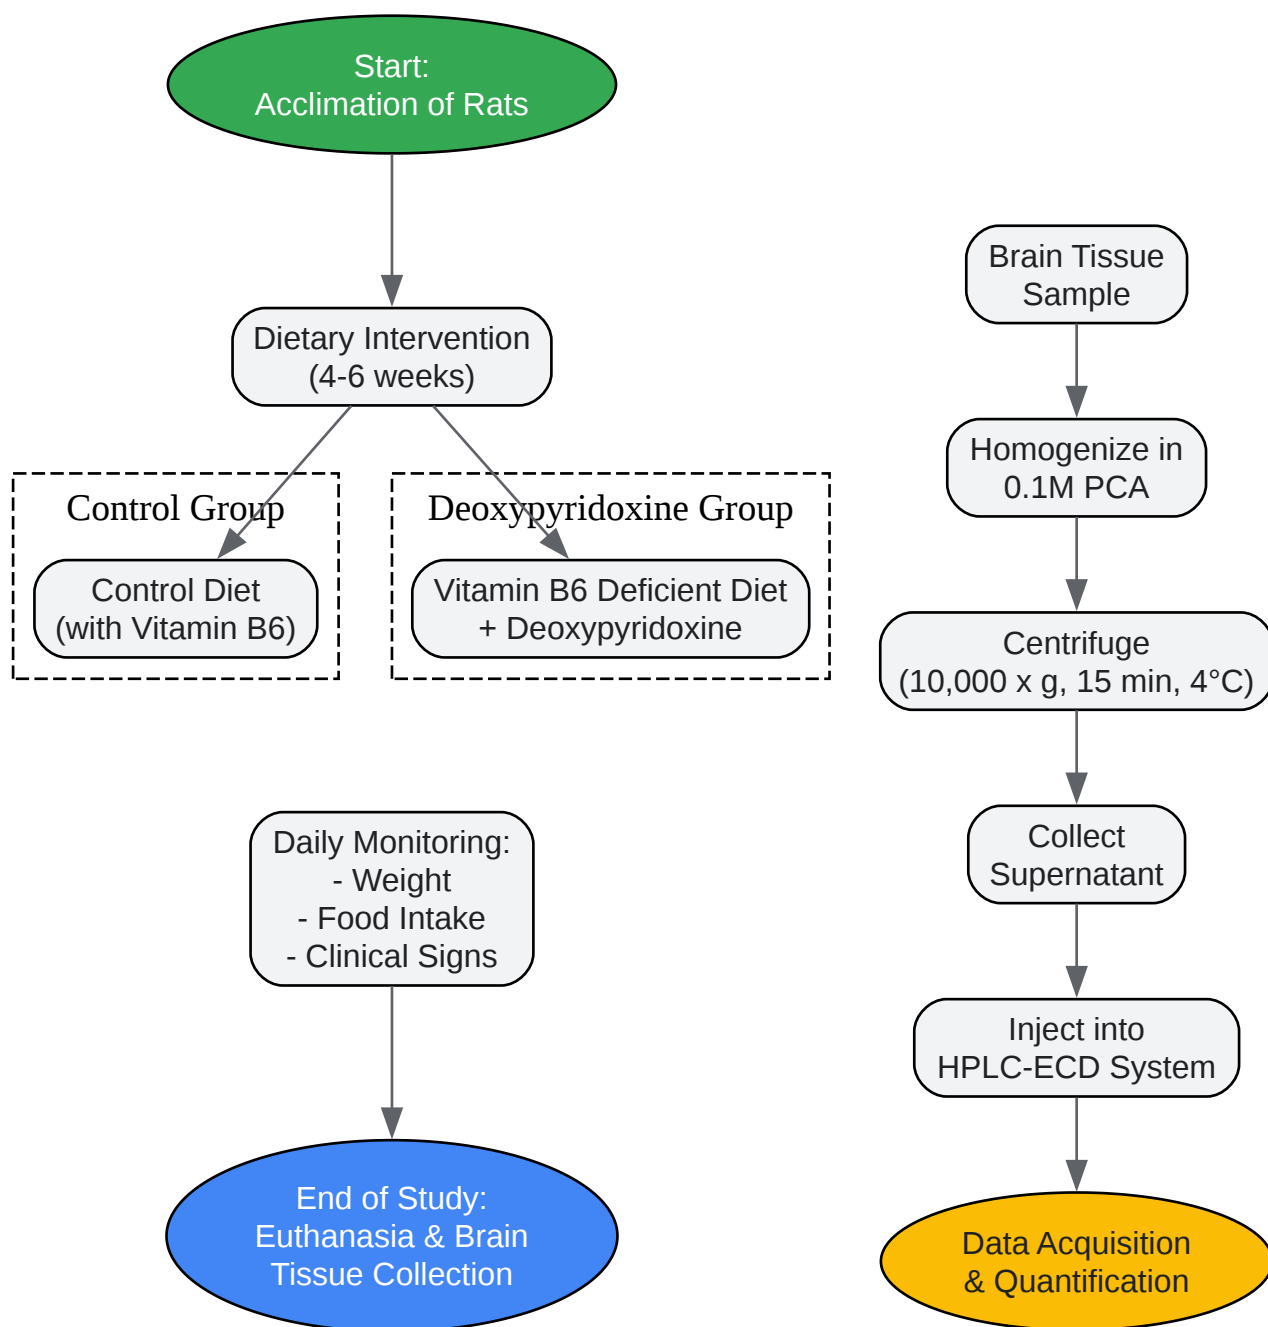 Start:
Acclimation of Rats
Dietary Intervention
(4-6 weeks)
Control Group
Control Diet
(with Vitamin B6)
Deoxypyridoxine Group
Vitamin B6 Deficient Diet
+ Deoxypyridoxine
Daily Monitoring:
- Weight
- Food Intake
- Clinical Signs
End of Study:
Euthanasia & Brain
Tissue Collection
Brain Tissue
Sample
Homogenize in
0.1M PCA
Centrifuge
(10,000 x g, 15 min, 4°C)
Collect
Supernatant
Inject into
HPLC-ECD System
Data Acquisition
& Quantification